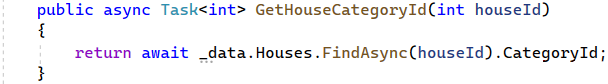 public async Task<int> GetHouseCategoryId(int houseId)
{
return await _data.Houses.FindAsync(houseId).CategoryId;
}